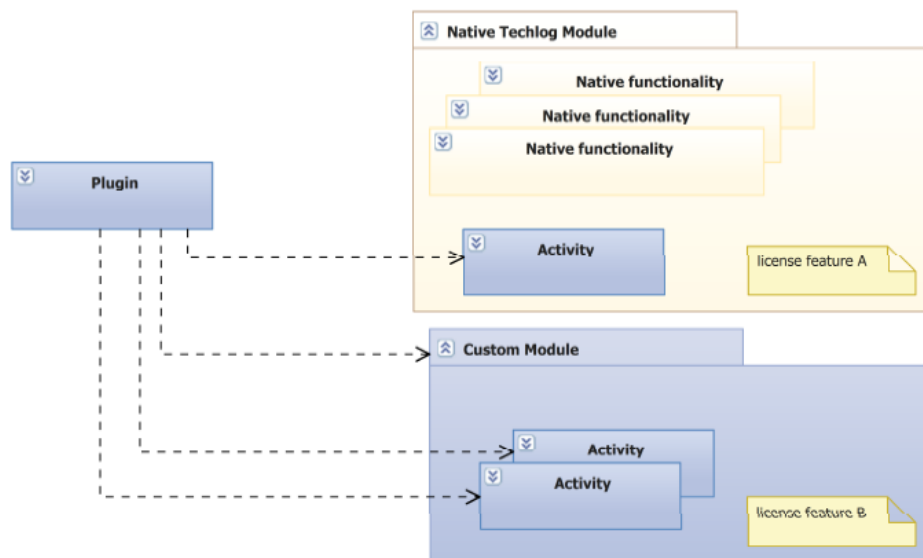 Native Techlog Module
Native functionality
Native functionality
Native functionality
Plugin
Activity
license feature A
Custom Module
Activity
Activity
license feature B